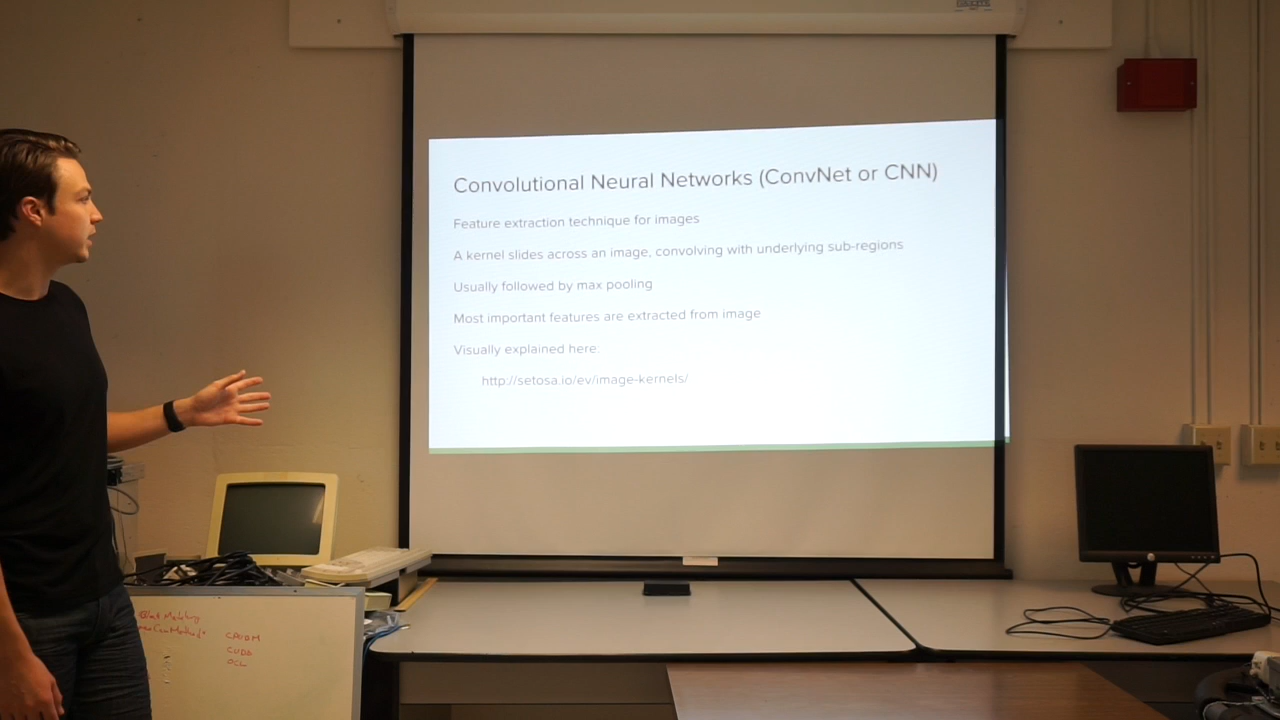 Convolutional Neural Networks (ConvNet or CNN)
Feature extraction technique for images
A kernel slides across an image, convolving with underlying sub-regions
Usually followed by max pooling
Most important features are extracted from image
Visually explained here:
http://setosa.io/ev/image-kernels/
CUDA